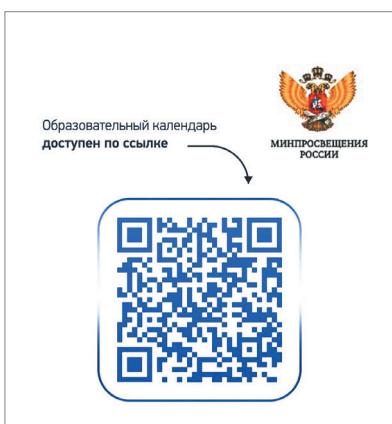 Образовательный календарь
доступен по ссылке
МИНПРОСВЕЩЕНИЯ
РОССИИ